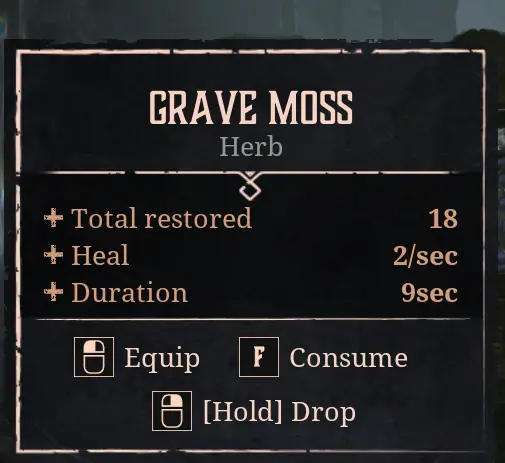 GRAVE MOSS
Herb
Total restored 18
Heal 2/sec
Duration 9sec
Equip F Consume
[Hold] Drop